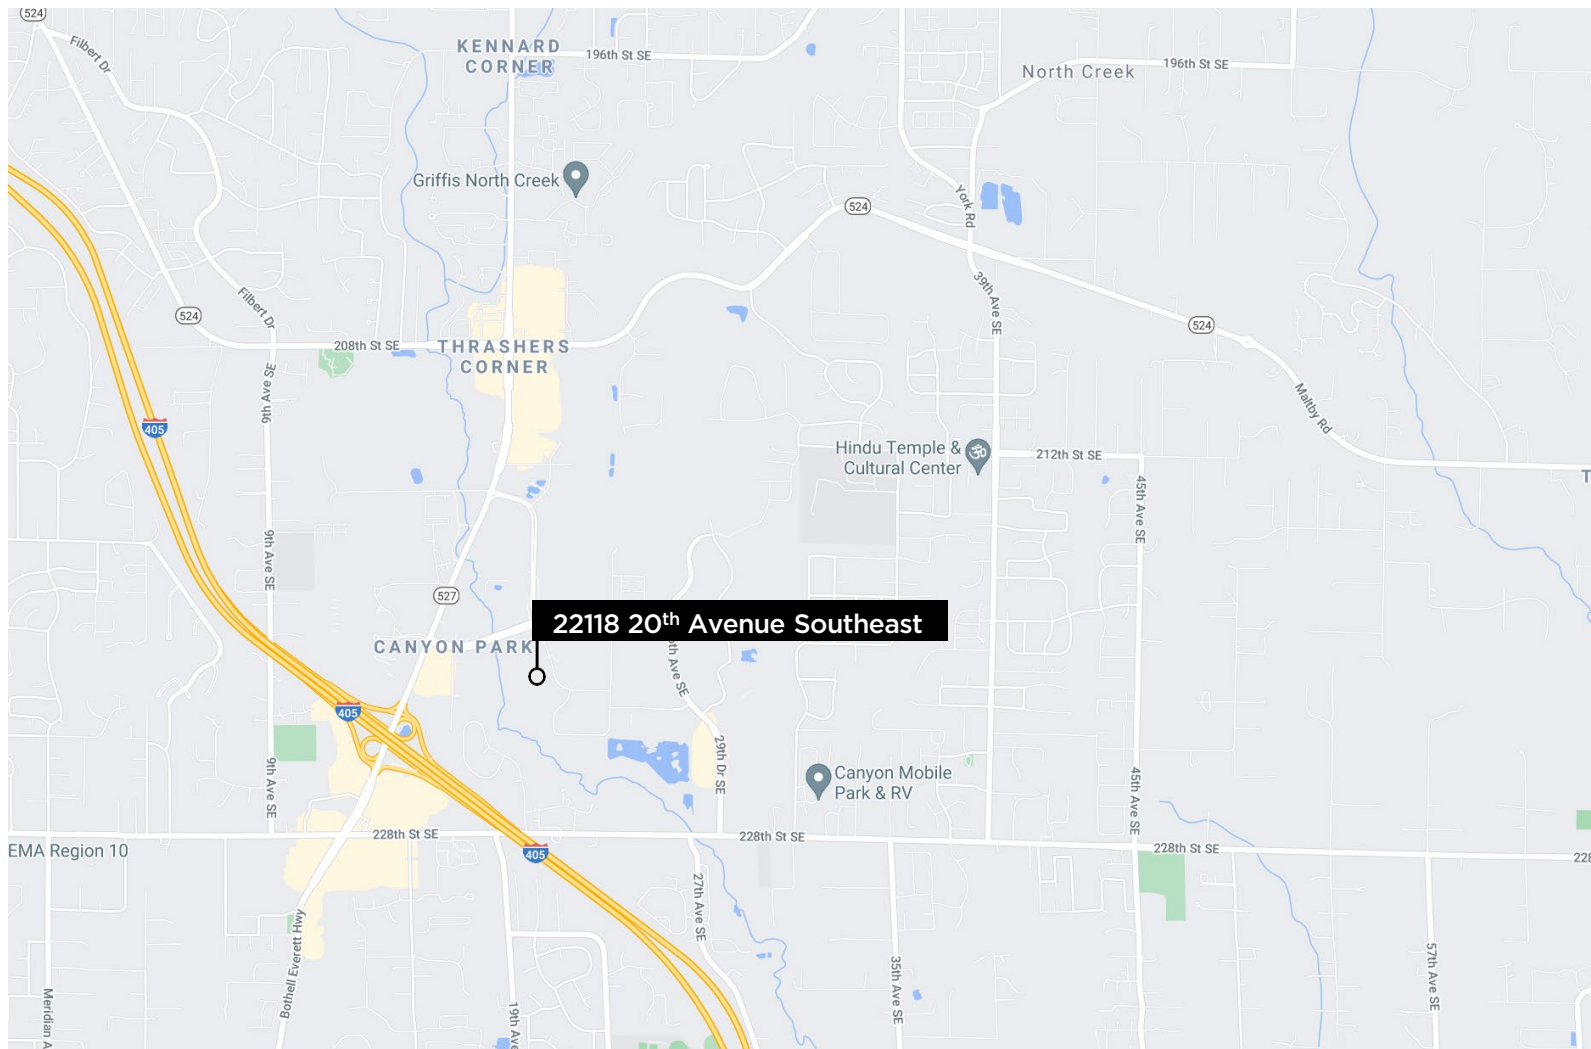 524
Filbert Dr
KENNARD
CORNER
196th St SE
North Creek
196th St SE
Griffis North Creek
York Rd
524
39th Ave SE
Filbert Dr
524
208th St SE
THRASHERS
CORNER
524
9th Ave SE
405
Maltby Rd
Hindu Temple &
Cultural Center
212th St SE
T
45th Ave SE
9th Ave SE
527
22118 20th Avenue Southeast
CANYON PARK
th Ave SE
405
29th Dr SE
9th Ave SE
Canyon Mobile
Park & RV
45th Ave SE
228th St SE
228th St SE
228th St SE
228
EMA Region 10
405
27th Ave SE
Bothell Everett Hwy
35th Ave SE
57th Ave SE
Meridian A
19th Ave